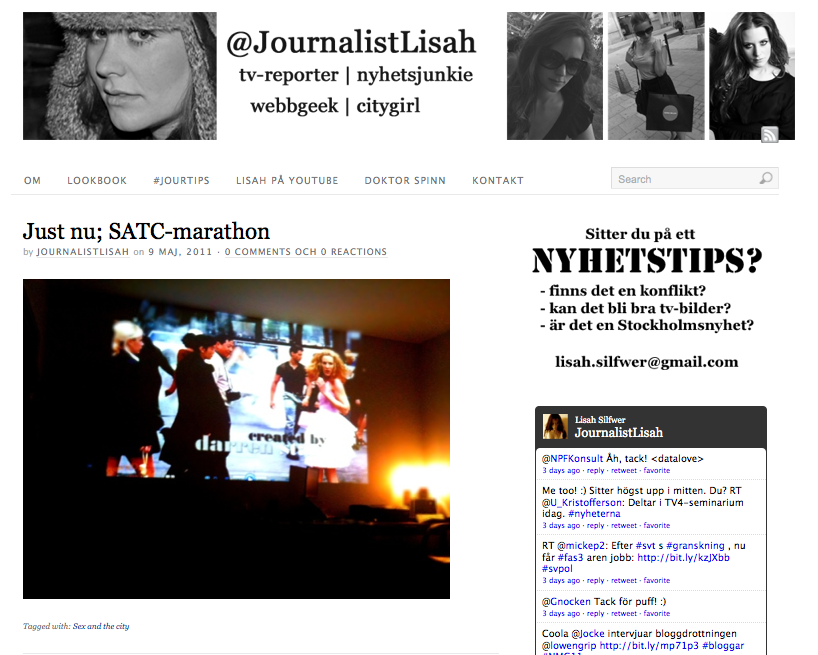 @JournalistLisah
tv-reporter | nyhetsjunkie
webbgeek | citygirl
OM LOOKBOOK #JOURTIPS LISAH PÅ YOUTUBE DOKTOR SPINN KONTAKT
Search
Just nu; SATC-marathon
by JOURNALISTLISAH on 9 MAJ, 2011 · 0 COMMENTS OCH 0 REACTIONS
created by
darren
Tagged with: Sex and the city
Sitter du på ett
NYHETSTIPS?
- finns det en konflikt?
- kan det bli bra tv-bilder?
- är det en Stockholmsnyhet?
lisah.silfwer@gmail.com
Lisah Silfwer
JournalistLisah
@NPFKonsult Åh, tack! <datalove>
3 days ago · reply · retweet · favorite
Me too! :) Sitter högst upp i mitten. Du? RT
@U_Kristofferson: Deltar i TV4-seminarium
idag. #nyheterna
3 days ago · reply · retweet · favorite
RT @mickep2: Efter #svt s #granskning , nu
får #fas3 aren jobb: http://bit.ly/kzJXbb
#svpol
3 days ago · reply · retweet · favorite
@Gnocken Tack för puff! :)
3 days ago · reply · retweet · favorite
Coola @Jocke intervjuar bloggdrottningen
@lowengrip http://bit.ly/mp71p3 #bloggar